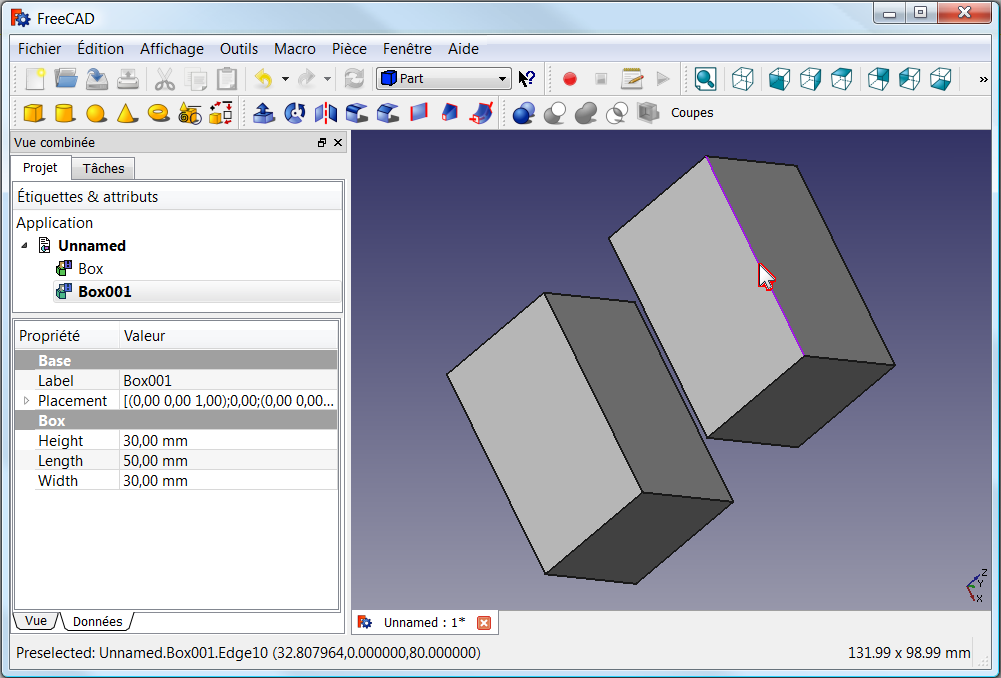 FreeCAD
Fichier Édition Affichage Outils Macro Pièce Fenêtre Aide
Part
Coupes
Vue combinée
Projet Tâches
Étiquettes & attributs
Application
Unnamed
Box
Box001
Propriété Valeur
Base
Label Box001
Placement [(0,00 0,00 1,00);0,00;(0,00 0,00...
Box
Height 30,00 mm
Length 50,00 mm
Width 30,00 mm
Z
Y
X
Vue Données
Unnamed : 1*
Preselected: Unnamed.Box001.Edge10 (32.807964,0.000000,80.000000) 131.99 x 98.99 mm